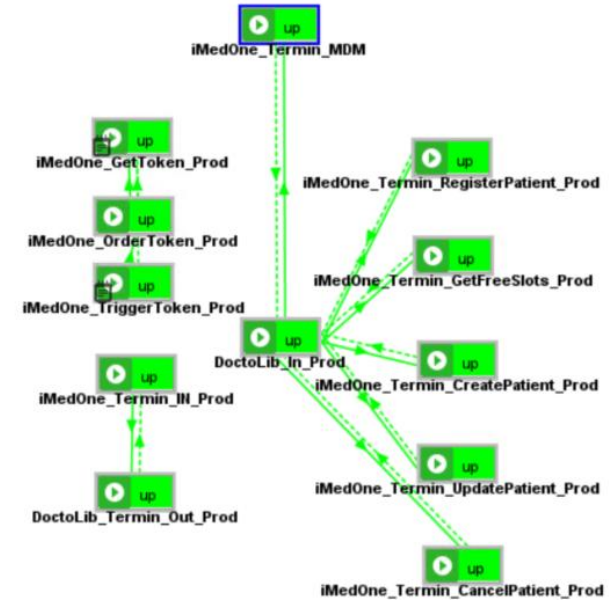 up
iMedOne_Termin_MDM
up
iMedOne_GetToken_Prod
up
iMedOne_OrderToken_Prod
up
iMedOne_TriggerToken_Prod
up
iMedOne_Termin_IN_Prod
up
DoctoLib_Termin_Out_Prod
up
DoctoLib_In_Prod
up
iMedOne_Termin_RegisterPatient_Prod
up
iMedOne_Termin_GetFreeSlots_Prod
up
iMedOne_Termin_CreatePatient_Prod
up
iMedOne_Termin_UpdatePatient_Prod
up
iMedOne_Termin_CancelPatient_Prod